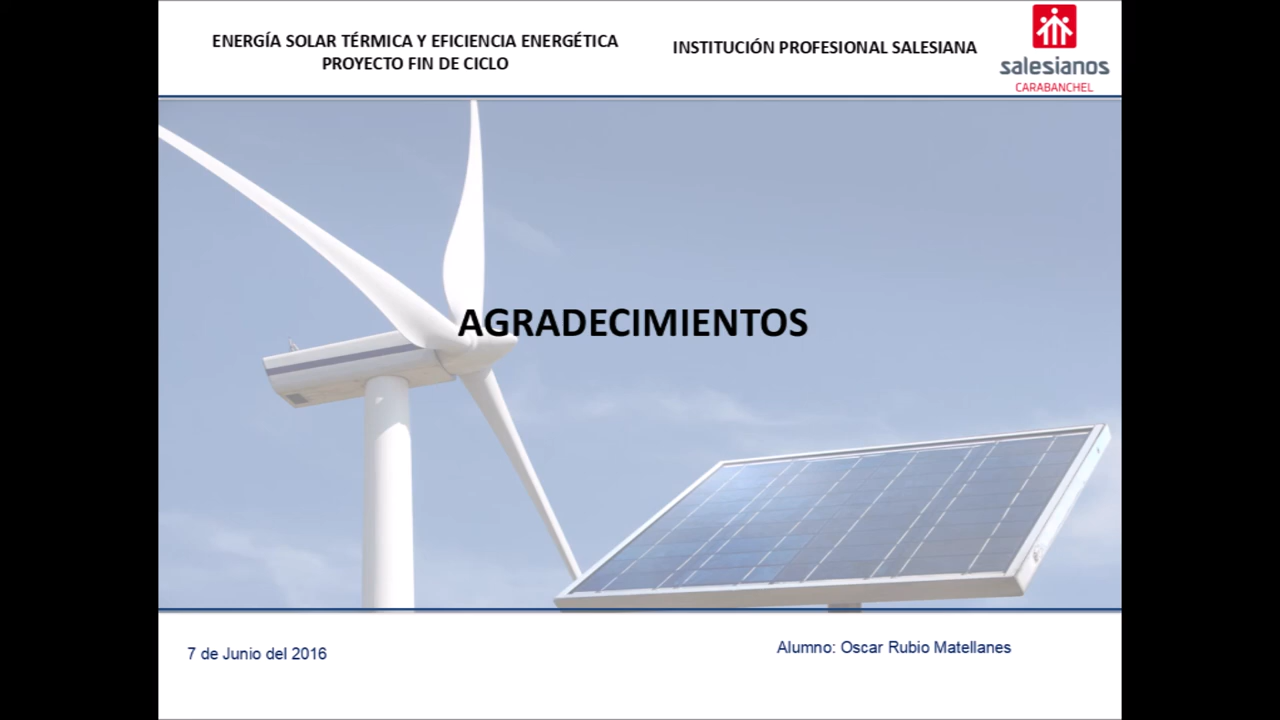 ENERGÍA SOLAR TÉRMICA Y EFICIENCIA ENERGÉTICA
PROYECTO FIN DE CICLO
INSTITUCIÓN PROFESIONAL SALESIANA
salesianos
CARABANCHEL
AGRADECIMIENTOS
7 de Junio del 2016
Alumno: Oscar Rubio Matellanes